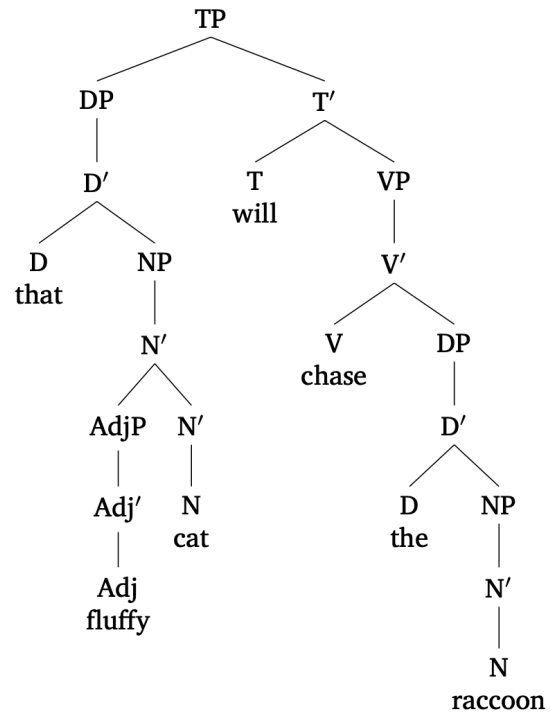 TP
DP T′
D′ T VP
will
D NP V′
that
N′ V DP
chase
AdjP N′ D′
Adj′ N D NP
cat the
Adj N′
fluffy
N
raccoon